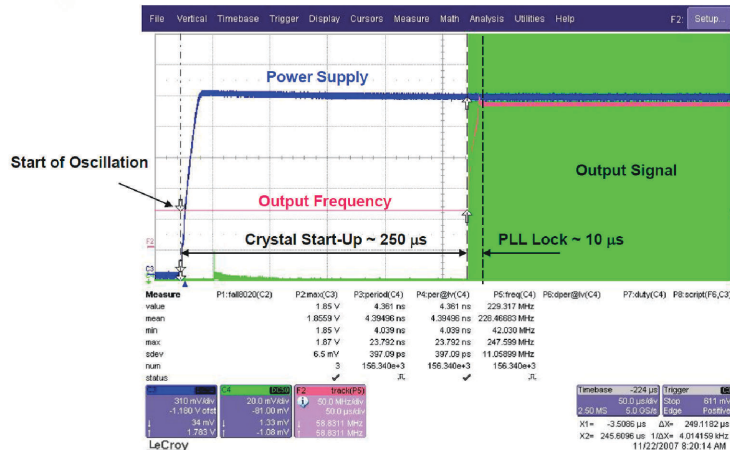 File Vertical Timebase Trigger Display Cursors Measure Math Analysis Utilities Help F2: Setup...
Power Supply
Start of Oscillation
Output Signal
Output Frequency
F2
Crystal Start-Up ~ 250 μs
PLL Lock ~ 10 μs
C3
Measure P1:fall8020(C2) P2:max(C3) P3:period(C4) P4:per@lv(C4) P5:freq(C4) P6:dper@lv(C4) P7:duty(C4) P8:script(F6,C3)
value 1.85 V 4.361 ns 4.361 ns 229.317 MHz
mean 1.8559 V 4.39496 ns 4.39496 ns 228.46683 MHz
min 1.85 V 4.039 ns 4.039 ns 42.030 MHz
max 1.87 V 23.792 ns 23.792 ns 247.599 MHz
sdev 6.5 mV 397.09 ps 397.09 ps 11.05899 MHz
num 3 156.340e+3 156.340e+3 156.340e+3
status
C4 DC50 F2 track(P5) Timebase -224 μs Trigger
310 mV/div 20.0 mV/div 50.0 MHz/div 50.0 μs/div Stop 611 mV
-1.180 V ofst -81.00 mV 50.0 μs/div 2.50 MS 5.0 GS/s Edge Positive
34 mV 1.33 mV 58.8311 MHz X1= -3.5086 μs ΔX= 249.1182 μs
1.783 V -1.08 mV 58.8311 MHz X2= 245.6096 μs 1/ΔX= 4.014159 kHz
LeCroy 11/22/2007 8:20:14 AM